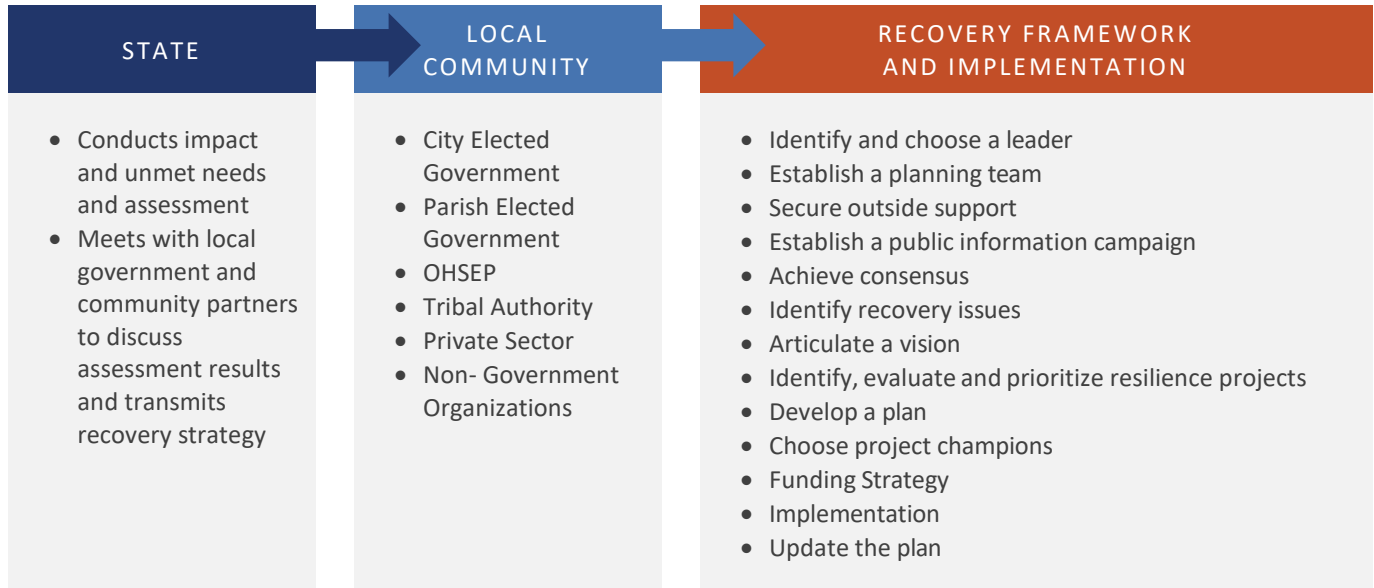 STATE
• Conducts impact
and unmet needs
and assessment
• Meets with local
government and
community partners
to discuss
assessment results
and transmits
recovery strategy
LOCAL
COMMUNITY
• City Elected
Government
• Parish Elected
Government
• OHSEP
• Tribal Authority
• Private Sector
• Non- Government
Organizations
RECOVERY FRAMEWORK
AND IMPLEMENTATION
• Identify and choose a leader
• Establish a planning team
• Secure outside support
• Establish a public information campaign
• Achieve consensus
• Identify recovery issues
• Articulate a vision
• Identify, evaluate and prioritize resilience projects
• Develop a plan
• Choose project champions
• Funding Strategy
• Implementation
• Update the plan